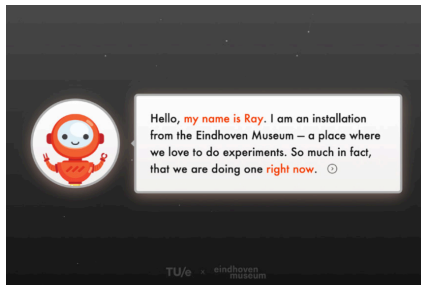 Hello, my name is Ray. I am an installation
from the Eindhoven Museum – a place where
we love to do experiments. So much in fact,
that we are doing one right now.
TU/e x eindhoven
museum